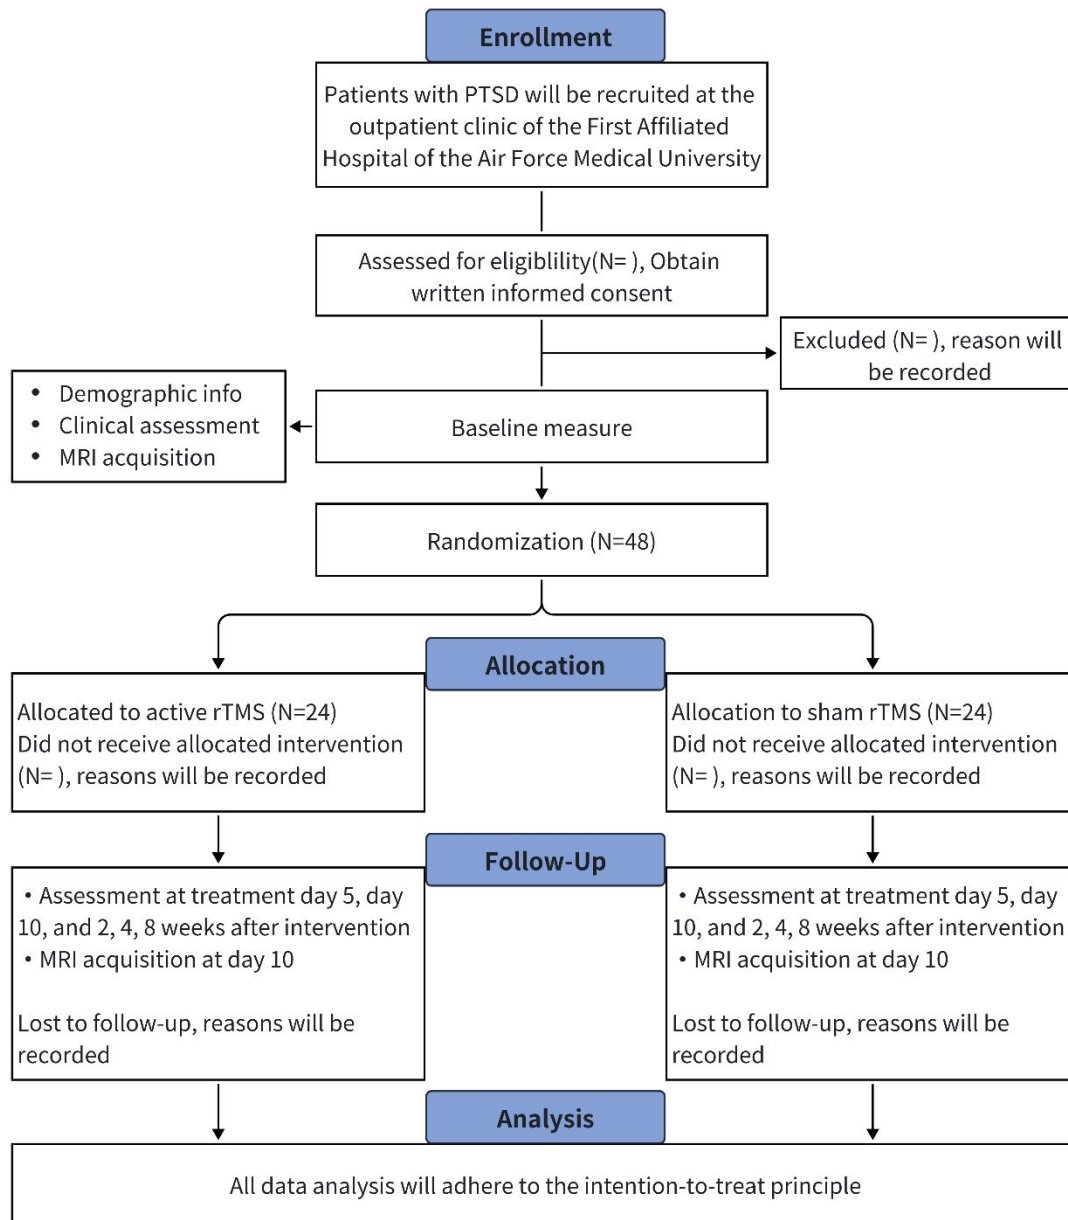 Enrollment
Patients with PTSD will be recruited at the
outpatient clinic of the First Affiliated
Hospital of the Air Force Medical University
Assessed for eligiblility(N= ), Obtain
written informed consent
Excluded (N= ), reason will
be recorded
• Demographic info
• Clinical assessment
• MRI acquisition
Baseline measure
Randomization (N=48)
Allocation
Allocated to active rTMS (N=24)
Did not receive allocated intervention
(N= ), reasons will be recorded
Allocation to sham rTMS (N=24)
Did not receive allocated intervention
(N= ), reasons will be recorded
Follow-Up
• Assessment at treatment day 5, day
10, and 2, 4, 8 weeks after intervention
• MRI acquisition at day 10
Lost to follow-up, reasons will be
recorded
• Assessment at treatment day 5, day
10, and 2, 4, 8 weeks after intervention
• MRI acquisition at day 10
Lost to follow-up, reasons will be
recorded
Analysis
All data analysis will adhere to the intention-to-treat principle